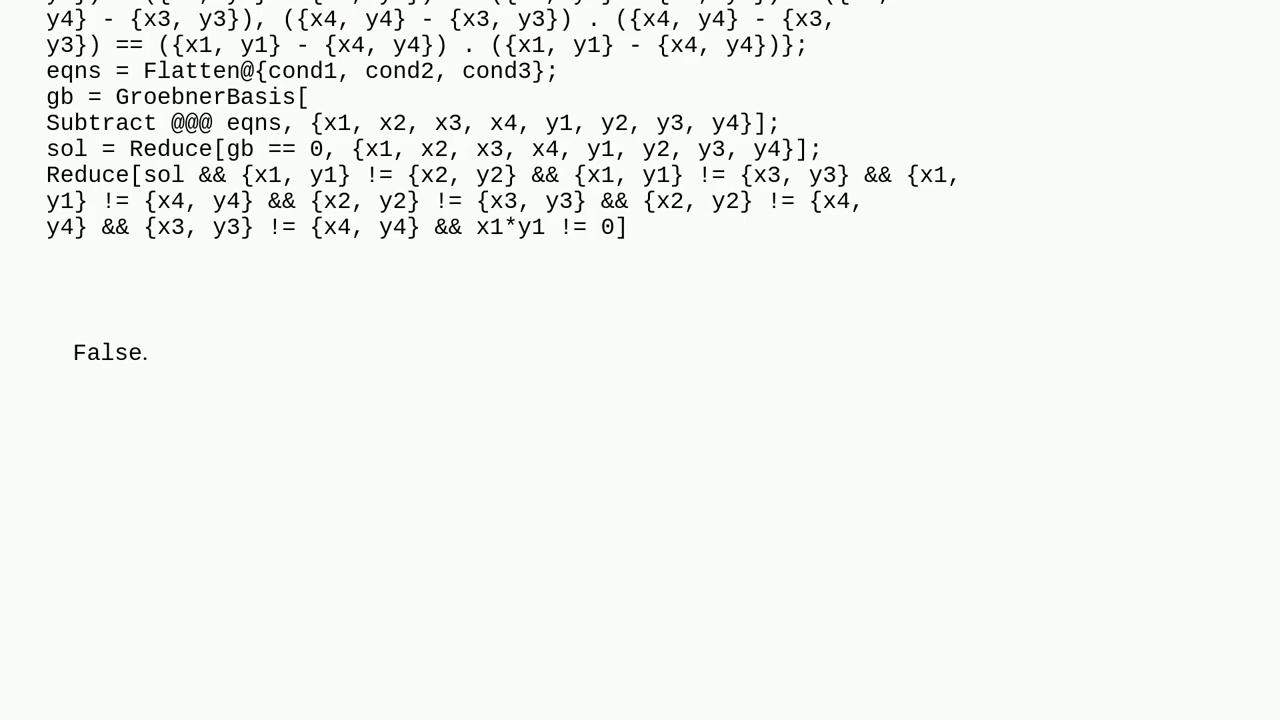 y4} - {x3, y3}), ({x4, y4} - {x3, y3}) . ({x4, y4} - {x3,
y3}) == ({x1, y1} - {x4, y4}) . ({x1, y1} - {x4, y4})};
eqns = Flatten@{cond1, cond2, cond3};
gb = GroebnerBasis[
Subtract @@@ eqns, {x1, x2, x3, x4, y1, y2, y3, y4}];
sol = Reduce[gb == 0, {x1, x2, x3, x4, y1, y2, y3, y4}];
Reduce[sol && {x1, y1} != {x2, y2} && {x1, y1} != {x3, y3} && {x1,
y1} != {x4, y4} && {x2, y2} != {x3, y3} && {x2, y2} != {x4,
y4} && {x3, y3} != {x4, y4} && x1*y1 != 0]
False.